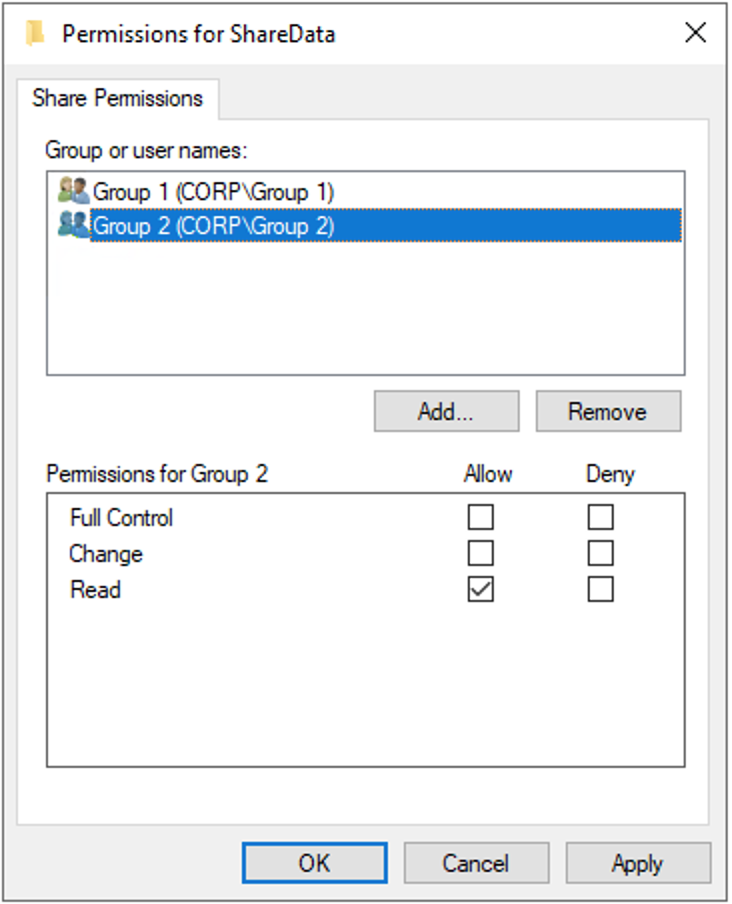 Permissions for ShareData
Share Permissions
Group or user names:
Group 1 (CORP\Group 1)
Group 2 (CORP\Group 2)
Add... Remove
Permissions for Group 2 Allow Deny
Full Control
Change
Read
OK Cancel Apply